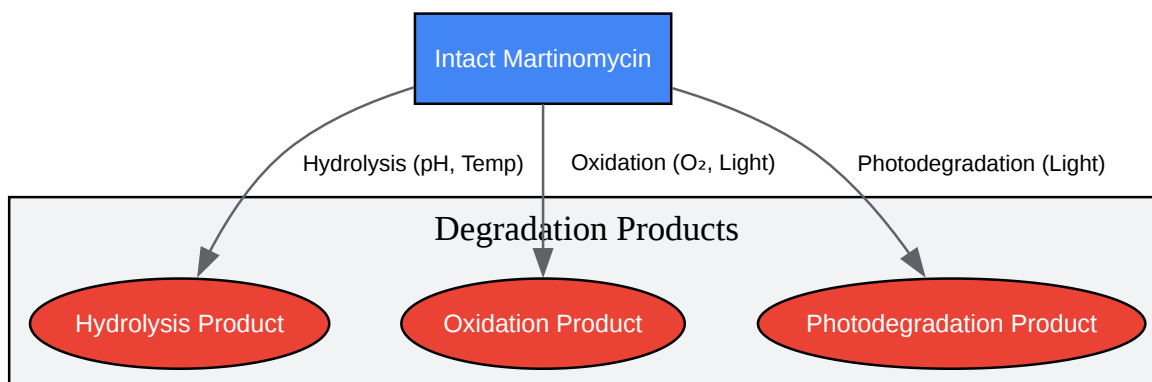 Intact Martinomycin
Hydrolysis (pH, Temp)
Oxidation (O₂, Light)
Photodegradation (Light)
Degradation Products
Hydrolysis Product
Oxidation Product
Photodegradation Product